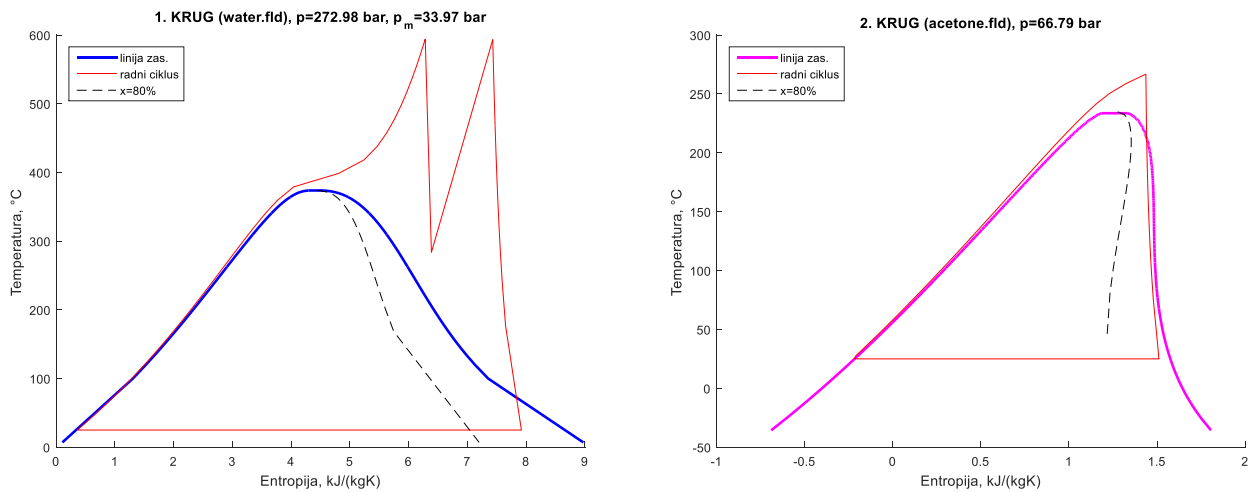 1. KRUG (water.fld), p=272.98 bar, pm=33.97 bar
600
500
400
300
200
100
0
Temperatura, °C
linija zas.
radni ciklus
x=80%
0 1 2 3 4 5 6 7 8 9
Entropija, kJ/(kgK)
2. KRUG (acetone.fld), p=66.79 bar
300
250
200
150
100
50
0
-50
Temperatura, °C
linija zas.
radni ciklus
x=80%
-1 -0.5 0 0.5 1 1.5 2
Entropija, kJ/(kgK)